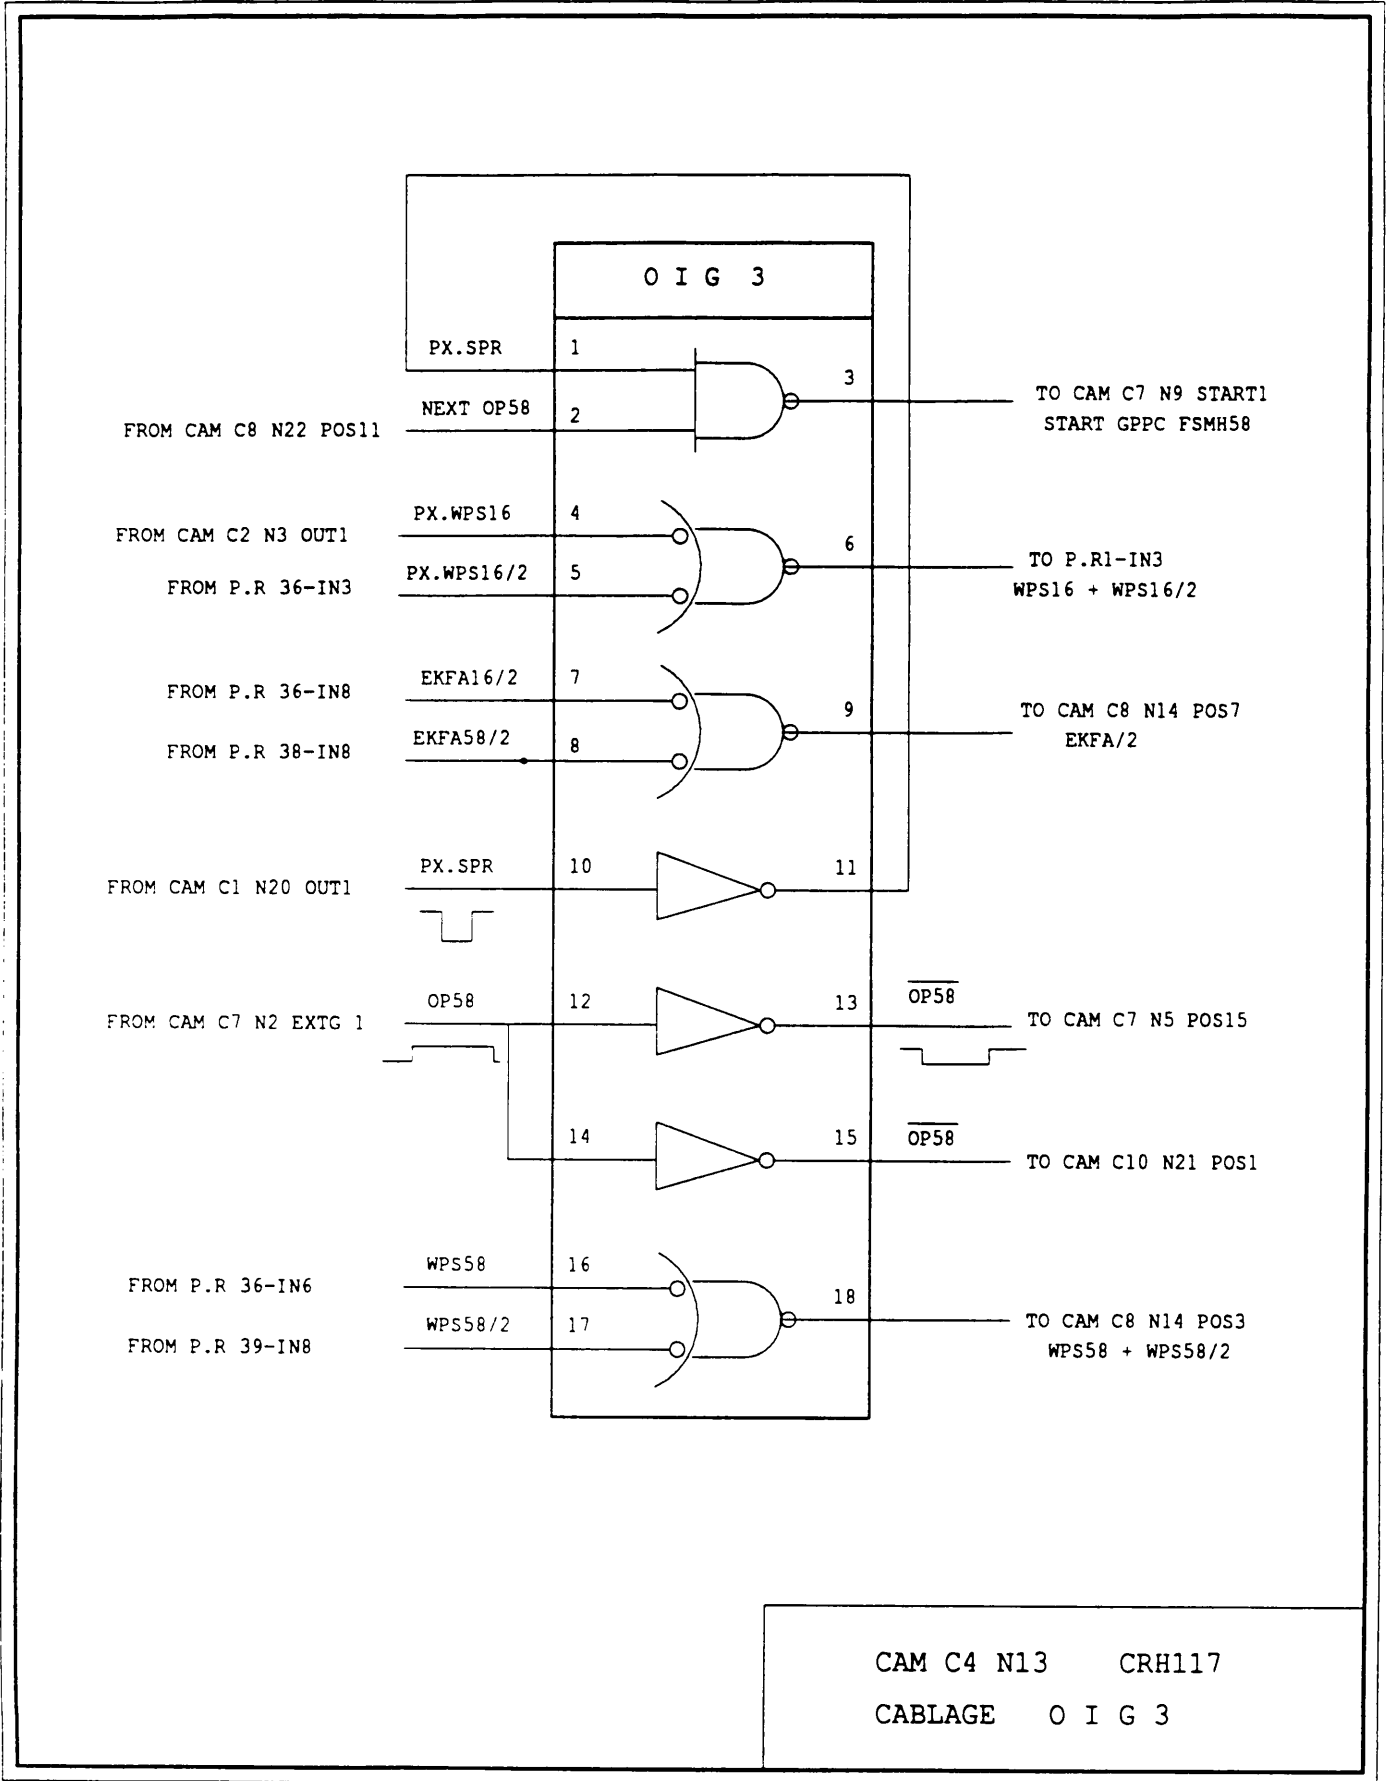 O I G 3
PX.SPR 1
3
TO CAM C7 N9 START1
NEXT OP58 2
START GPPC FSMH58
FROM CAM C8 N22 POS11
PX.WPS16 4
FROM CAM C2 N3 OUT1
6
TO P.R1-IN3
PX.WPS16/2 5
FROM P.R 36-IN3
WPS16 + WPS16/2
EKFA16/2 7
FROM P.R 36-IN8
9
TO CAM C8 N14 POS7
EKFA58/2 8
EKFA/2
FROM P.R 38-IN8
PX.SPR 10
11
FROM CAM C1 N20 OUT1
OP58 12
13
OP58
FROM CAM C7 N2 EXTG 1
TO CAM C7 N5 POS15
14
15
OP58
TO CAM C10 N21 POS1
WPS58 16
FROM P.R 36-IN6
18
WPS58/2 17
TO CAM C8 N14 POS3
FROM P.R 39-IN8
WPS58 + WPS58/2
CAM C4 N13 CRH117
CABLAGE O I G 3